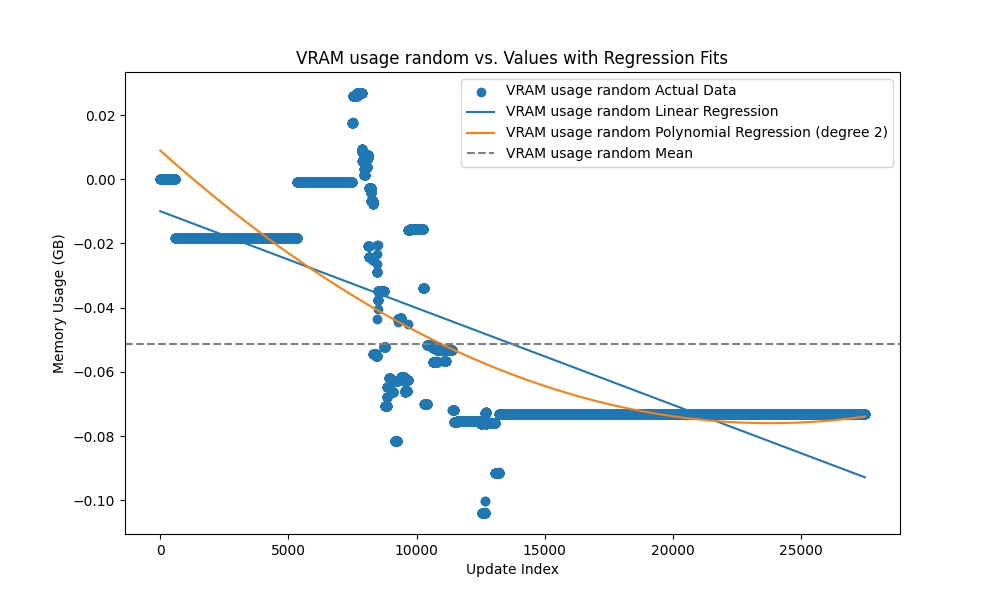 VRAM usage random vs. Values with Regression Fits
VRAM usage random Actual Data
VRAM usage random Linear Regression
VRAM usage random Polynomial Regression (degree 2)
VRAM usage random Mean
Memory Usage (GB)
0.02
0.00
−0.02
−0.04
−0.06
−0.08
−0.10
0 5000 10000 15000 20000 25000
Update Index